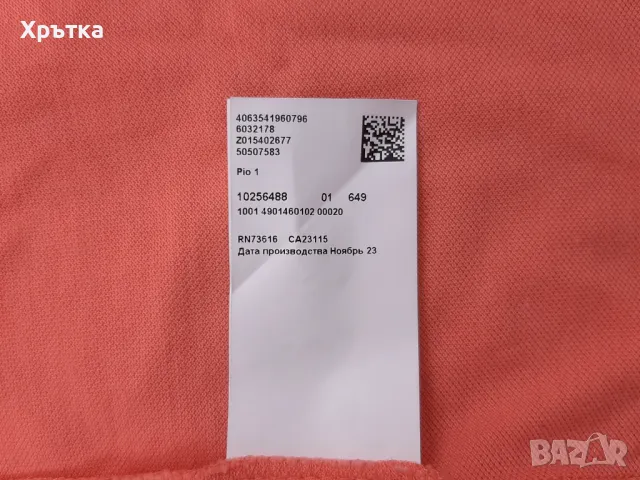 Хрътка
4063541960796
6032178
Z015402677
50507583
Pio 1
10256488 01 649
1001 4901460102 00020
RN73616 CA23115
Дата производства Ноябрь 23
BAZAR